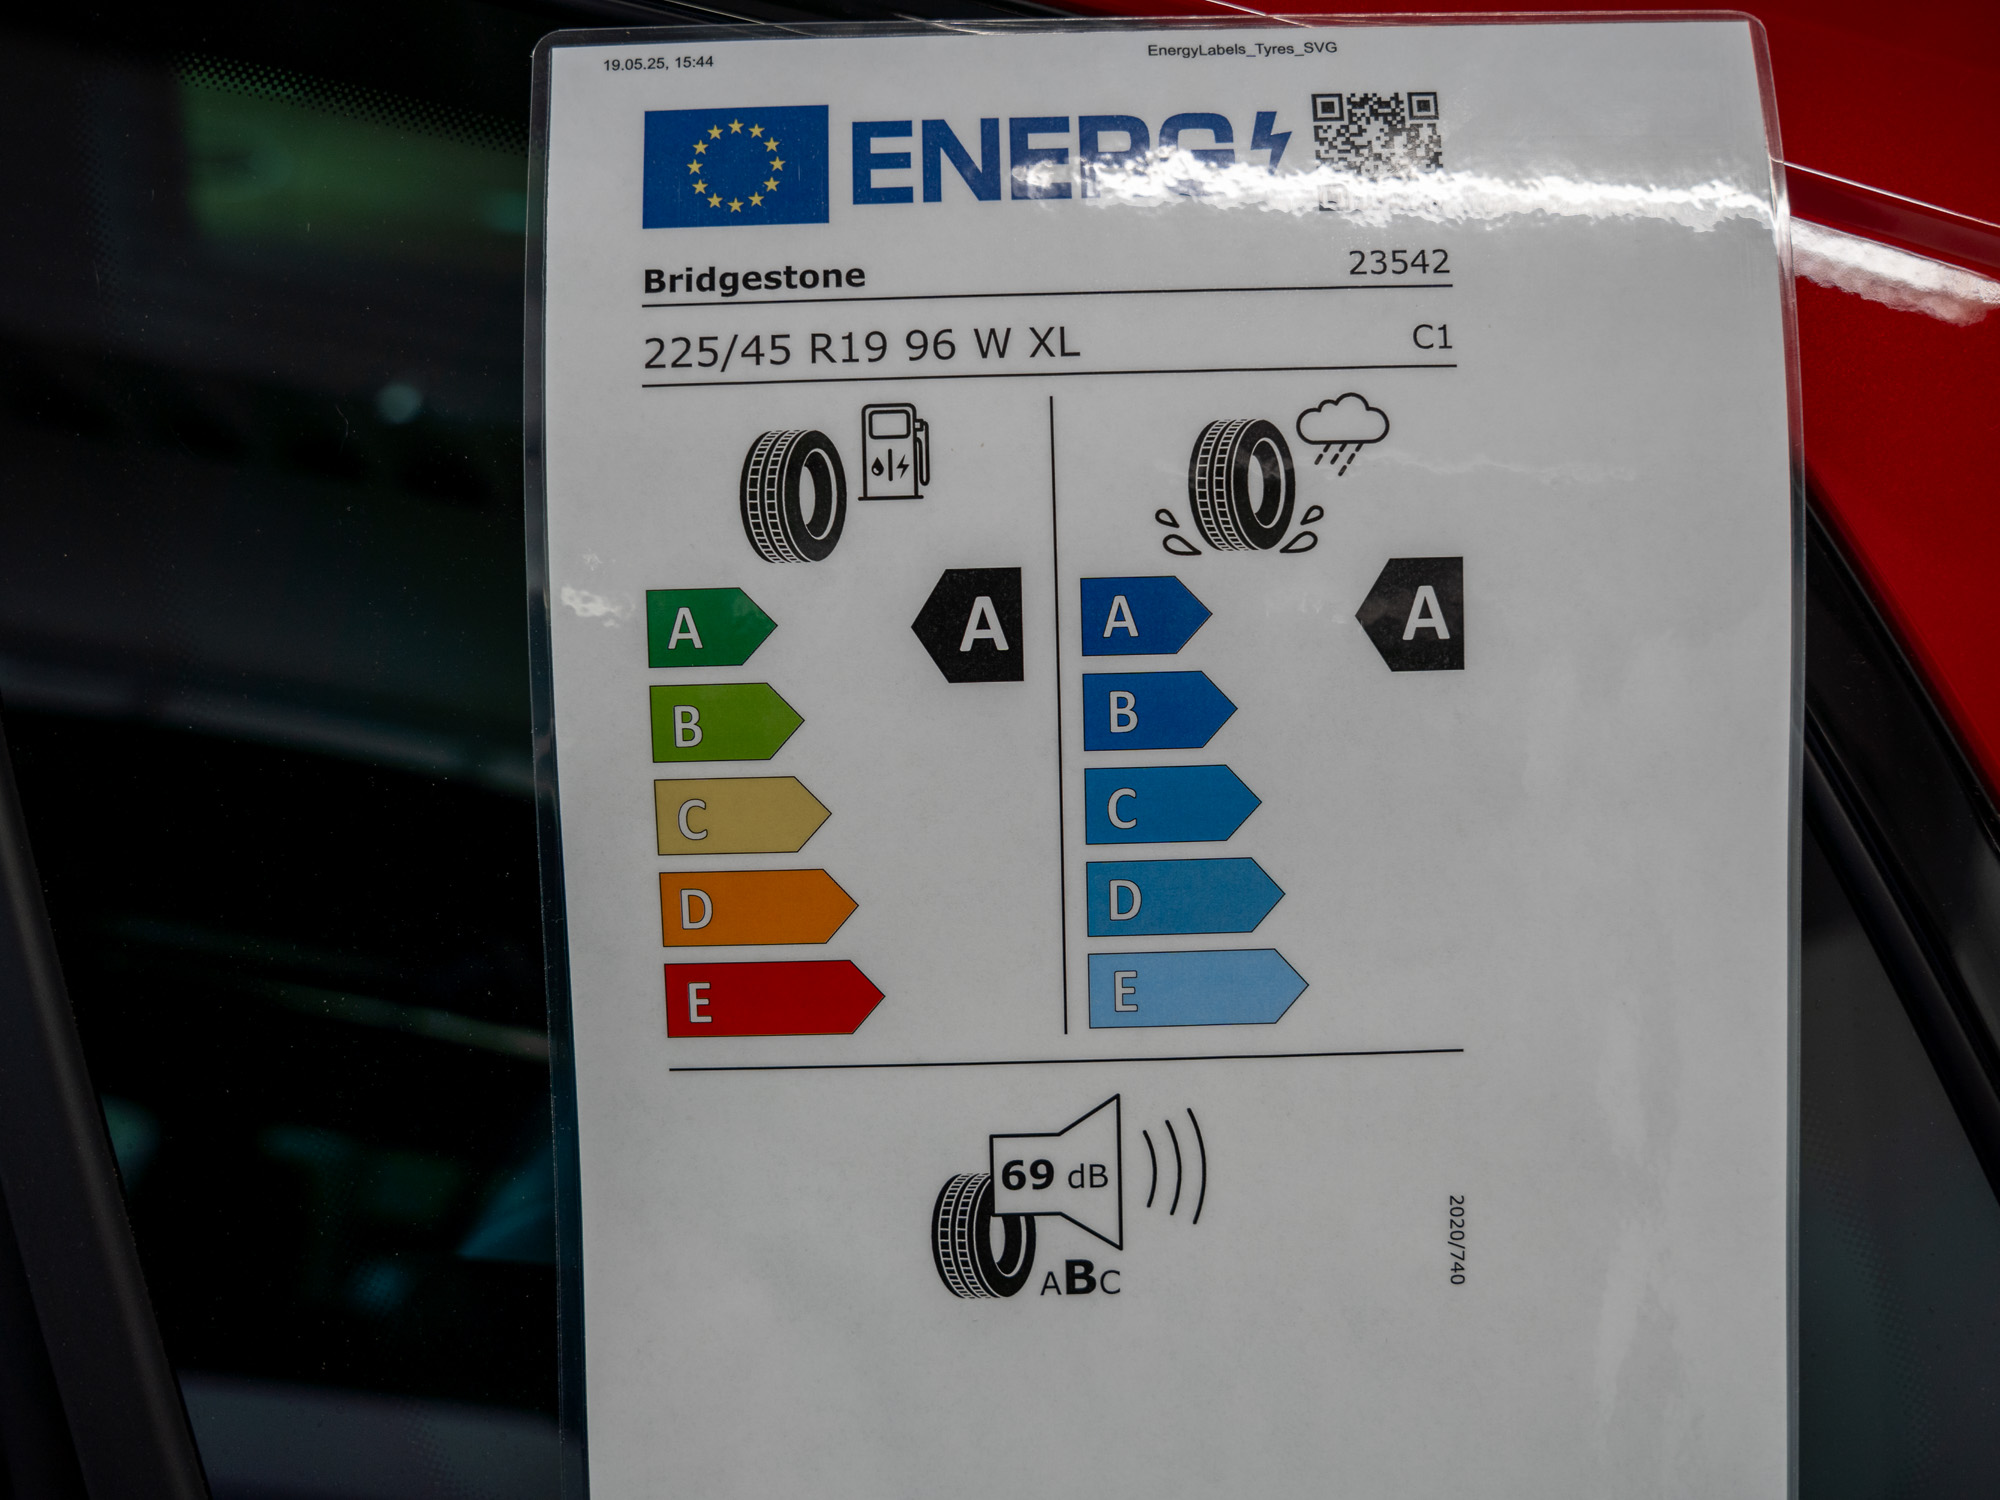 19.05.25, 15:44
EnergyLabels_Tyres_SVG
ENERG
Bridgestone
23542
225/45 R19 96 W XL
C1
A
A
A
A
B
B
C
C
D
D
E
E
69 dB
ABC
2020/740